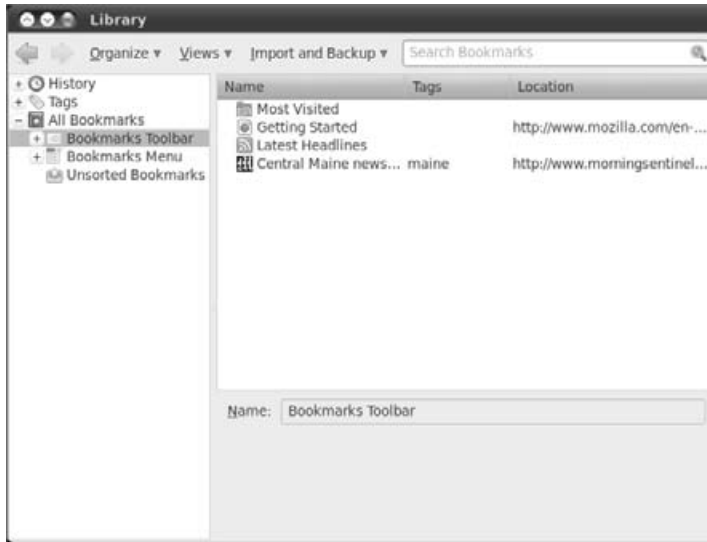 Library
Organize Views Import and Backup Search Bookmarks
History
Tags
All Bookmarks
Bookmarks Toolbar
Bookmarks Menu
Unsorted Bookmarks
Name Tags Location
Most Visited
Getting Started http://www.mozilla.com/en-...
Latest Headlines
Central Maine news... maine http://www.morningsentinel...
Name: Bookmarks Toolbar